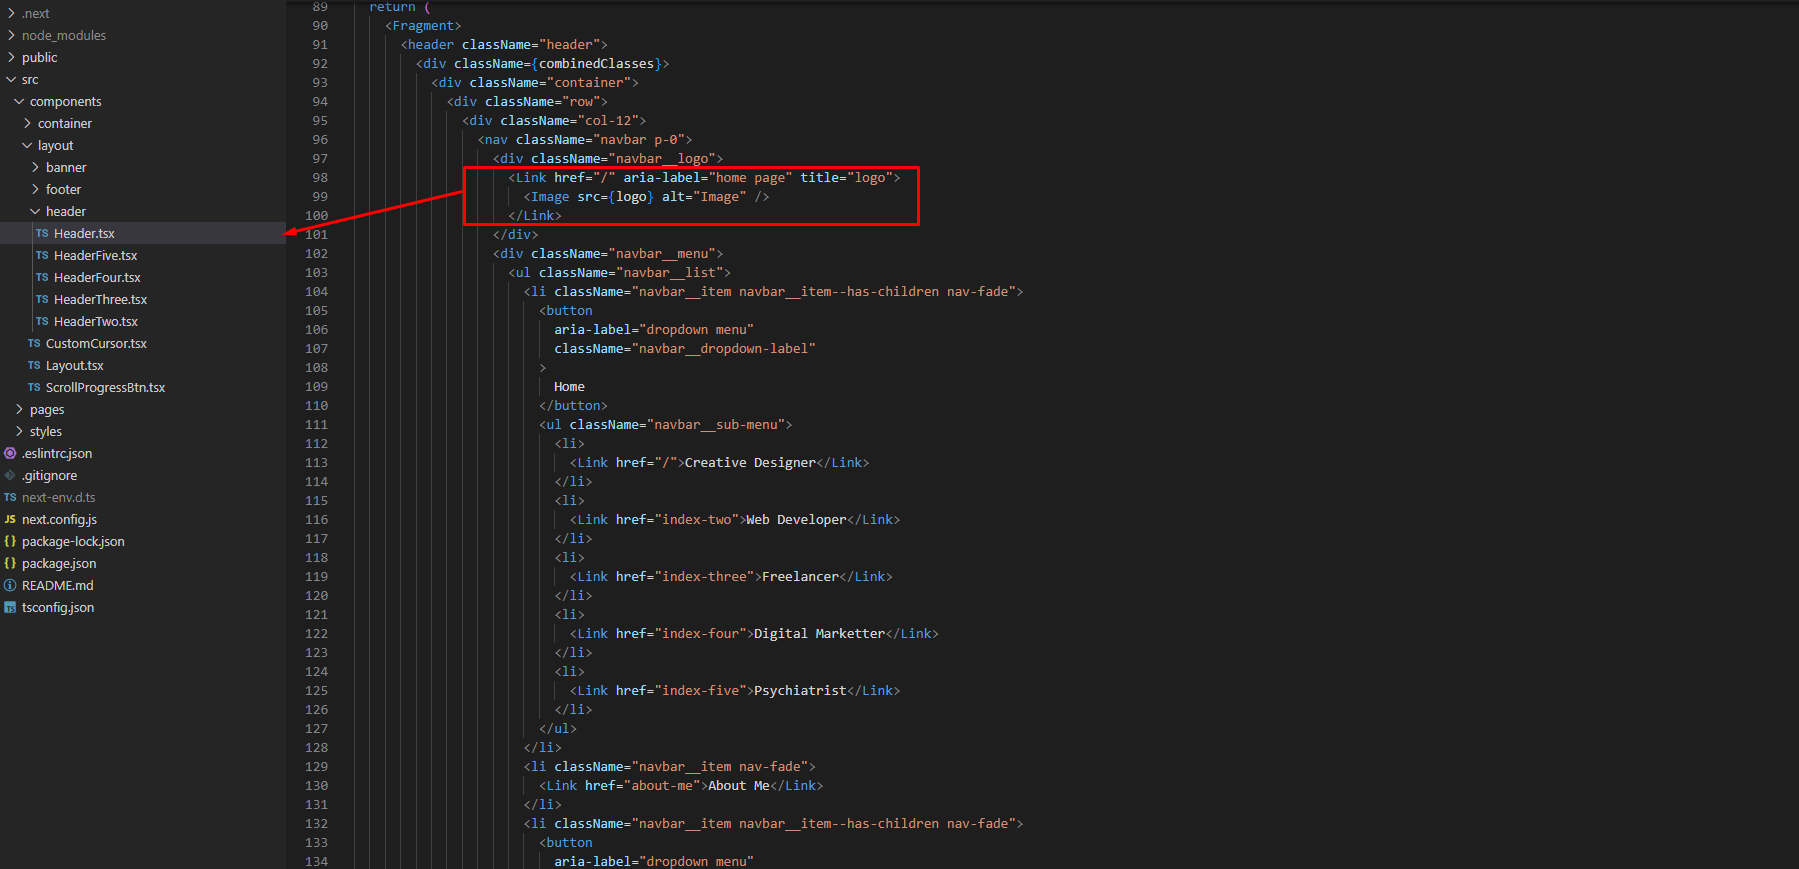 .next
node_modules
public
src
components
container
layout
banner
footer
header
TS Header.tsx
TS HeaderFive.tsx
TS HeaderFour.tsx
TS HeaderThree.tsx
TS HeaderTwo.tsx
TS CustomCursor.tsx
TS Layout.tsx
TS ScrollProgressBtn.tsx
pages
styles
.eslintrc.json
.gitignore
TS next-env.d.ts
JS next.config.js
{} package-lock.json
{} package.json
README.md
TS tsconfig.json
89 return (
90 <Fragment>
91 <header className="header">
92 <div className={combinedClasses}>
93 <div className="container">
94 <div className="row">
95 <div className="col-12">
96 <nav className="navbar p-0">
97 <div className="navbar__logo">
98 <Link href="/" aria-label="home page" title="logo">
99 <Image src={logo} alt="Image" />
100 </Link>
101 </div>
102 <div className="navbar__menu">
103 <ul className="navbar__list">
104 <li className="navbar__item navbar__item--has-children nav-fade">
105 <button
106 aria-label="dropdown menu"
107 className="navbar__dropdown-label"
108 >
109 Home
110 </button>
111 <ul className="navbar__sub-menu">
112 <li>
113 <Link href="/">Creative Designer</Link>
114 </li>
115 <li>
116 <Link href="index-two">Web Developer</Link>
117 </li>
118 <li>
119 <Link href="index-three">Freelancer</Link>
120 </li>
121 <li>
122 <Link href="index-four">Digital Marketter</Link>
123 </li>
124 <li>
125 <Link href="index-five">Psychiatrist</Link>
126 </li>
127 </ul>
128 </li>
129 <li className="navbar__item nav-fade">
130 <Link href="about-me">About Me</Link>
131 </li>
132 <li className="navbar__item navbar__item--has-children nav-fade">
133 <button
134 aria-label="dropdown menu"